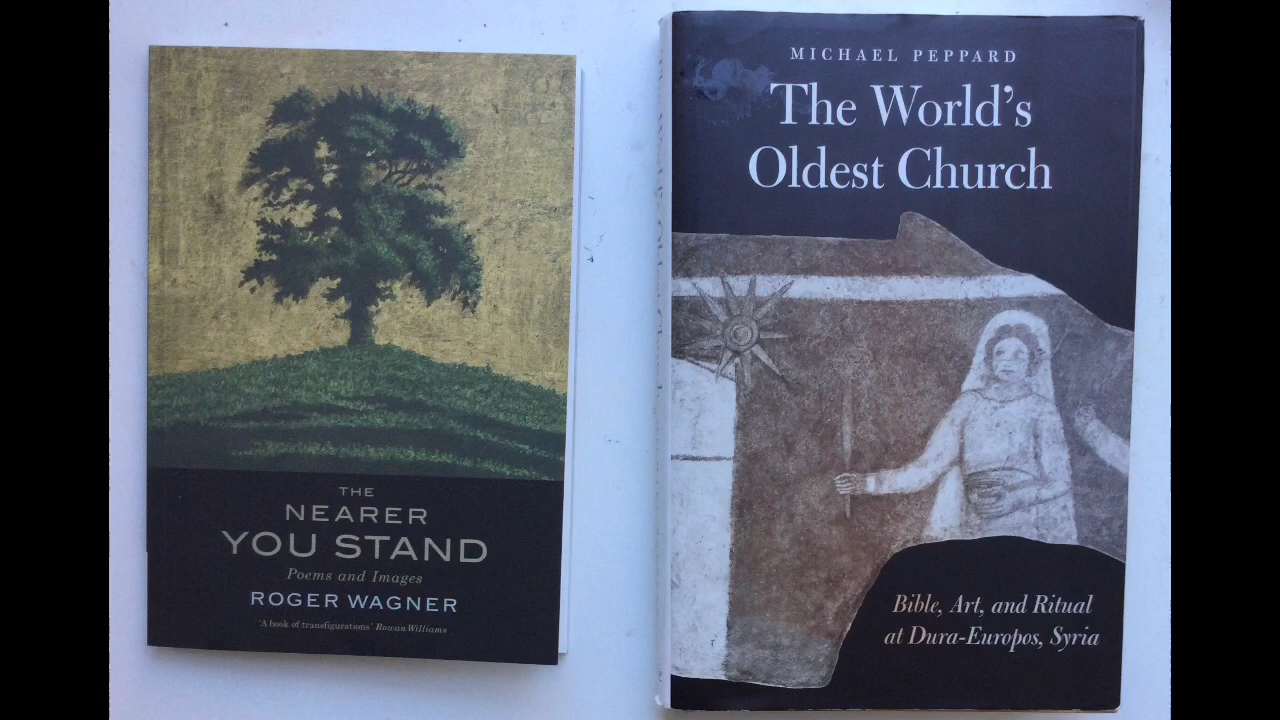 THE
NEARER
YOU STAND
Poems and Images
ROGER WAGNER
'A book of transfigurations' Rowan Williams
MICHAEL PEPPARD
The World's
Oldest Church
Bible, Art, and Ritual
at Dura-Europos, Syria